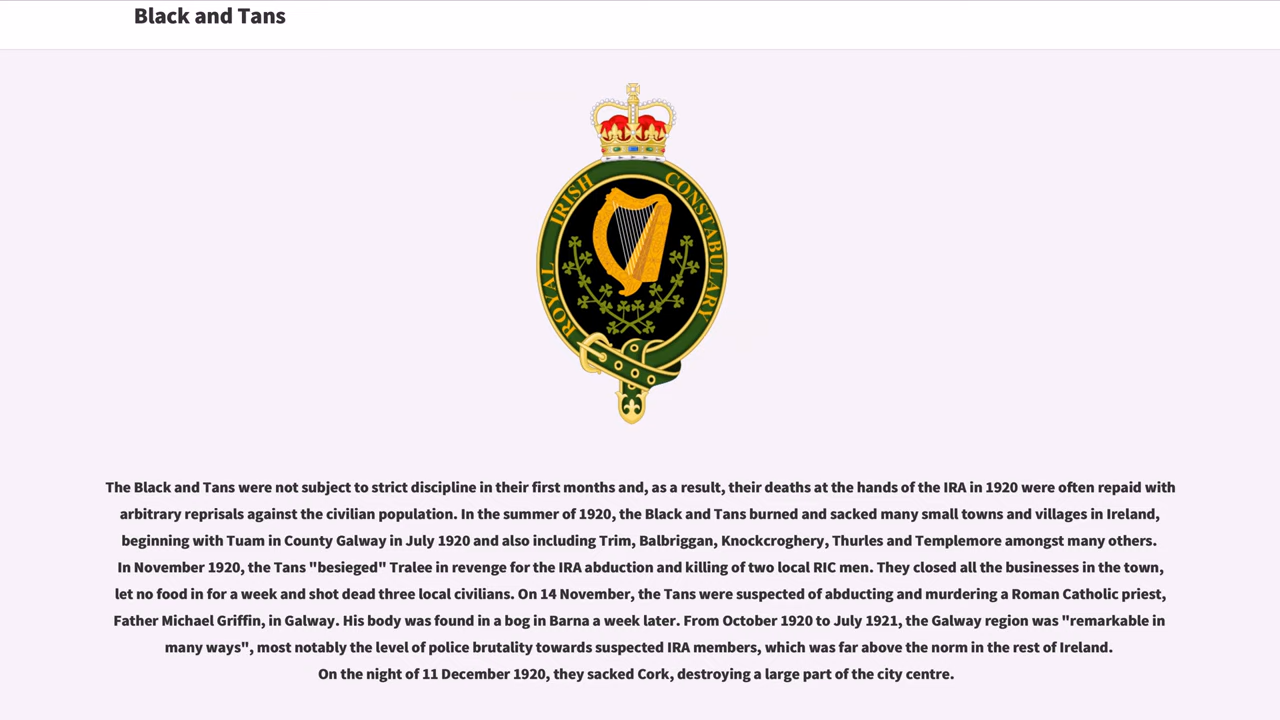 Black and Tans
ROYAL IRISH CONSTABULARY
The Black and Tans were not subject to strict discipline in their first months and, as a result, their deaths at the hands of the IRA in 1920 were often repaid with
arbitrary reprisals against the civilian population. In the summer of 1920, the Black and Tans burned and sacked many small towns and villages in Ireland,
beginning with Tuam in County Galway in July 1920 and also including Trim, Balbriggan, Knockcroghery, Thurles and Templemore amongst many others.
In November 1920, the Tans "besieged" Tralee in revenge for the IRA abduction and killing of two local RIC men. They closed all the businesses in the town,
let no food in for a week and shot dead three local civilians. On 14 November, the Tans were suspected of abducting and murdering a Roman Catholic priest,
Father Michael Griffin, in Galway. His body was found in a bog in Barna a week later. From October 1920 to July 1921, the Galway region was "remarkable in
many ways", most notably the level of police brutality towards suspected IRA members, which was far above the norm in the rest of Ireland.
On the night of 11 December 1920, they sacked Cork, destroying a large part of the city centre.